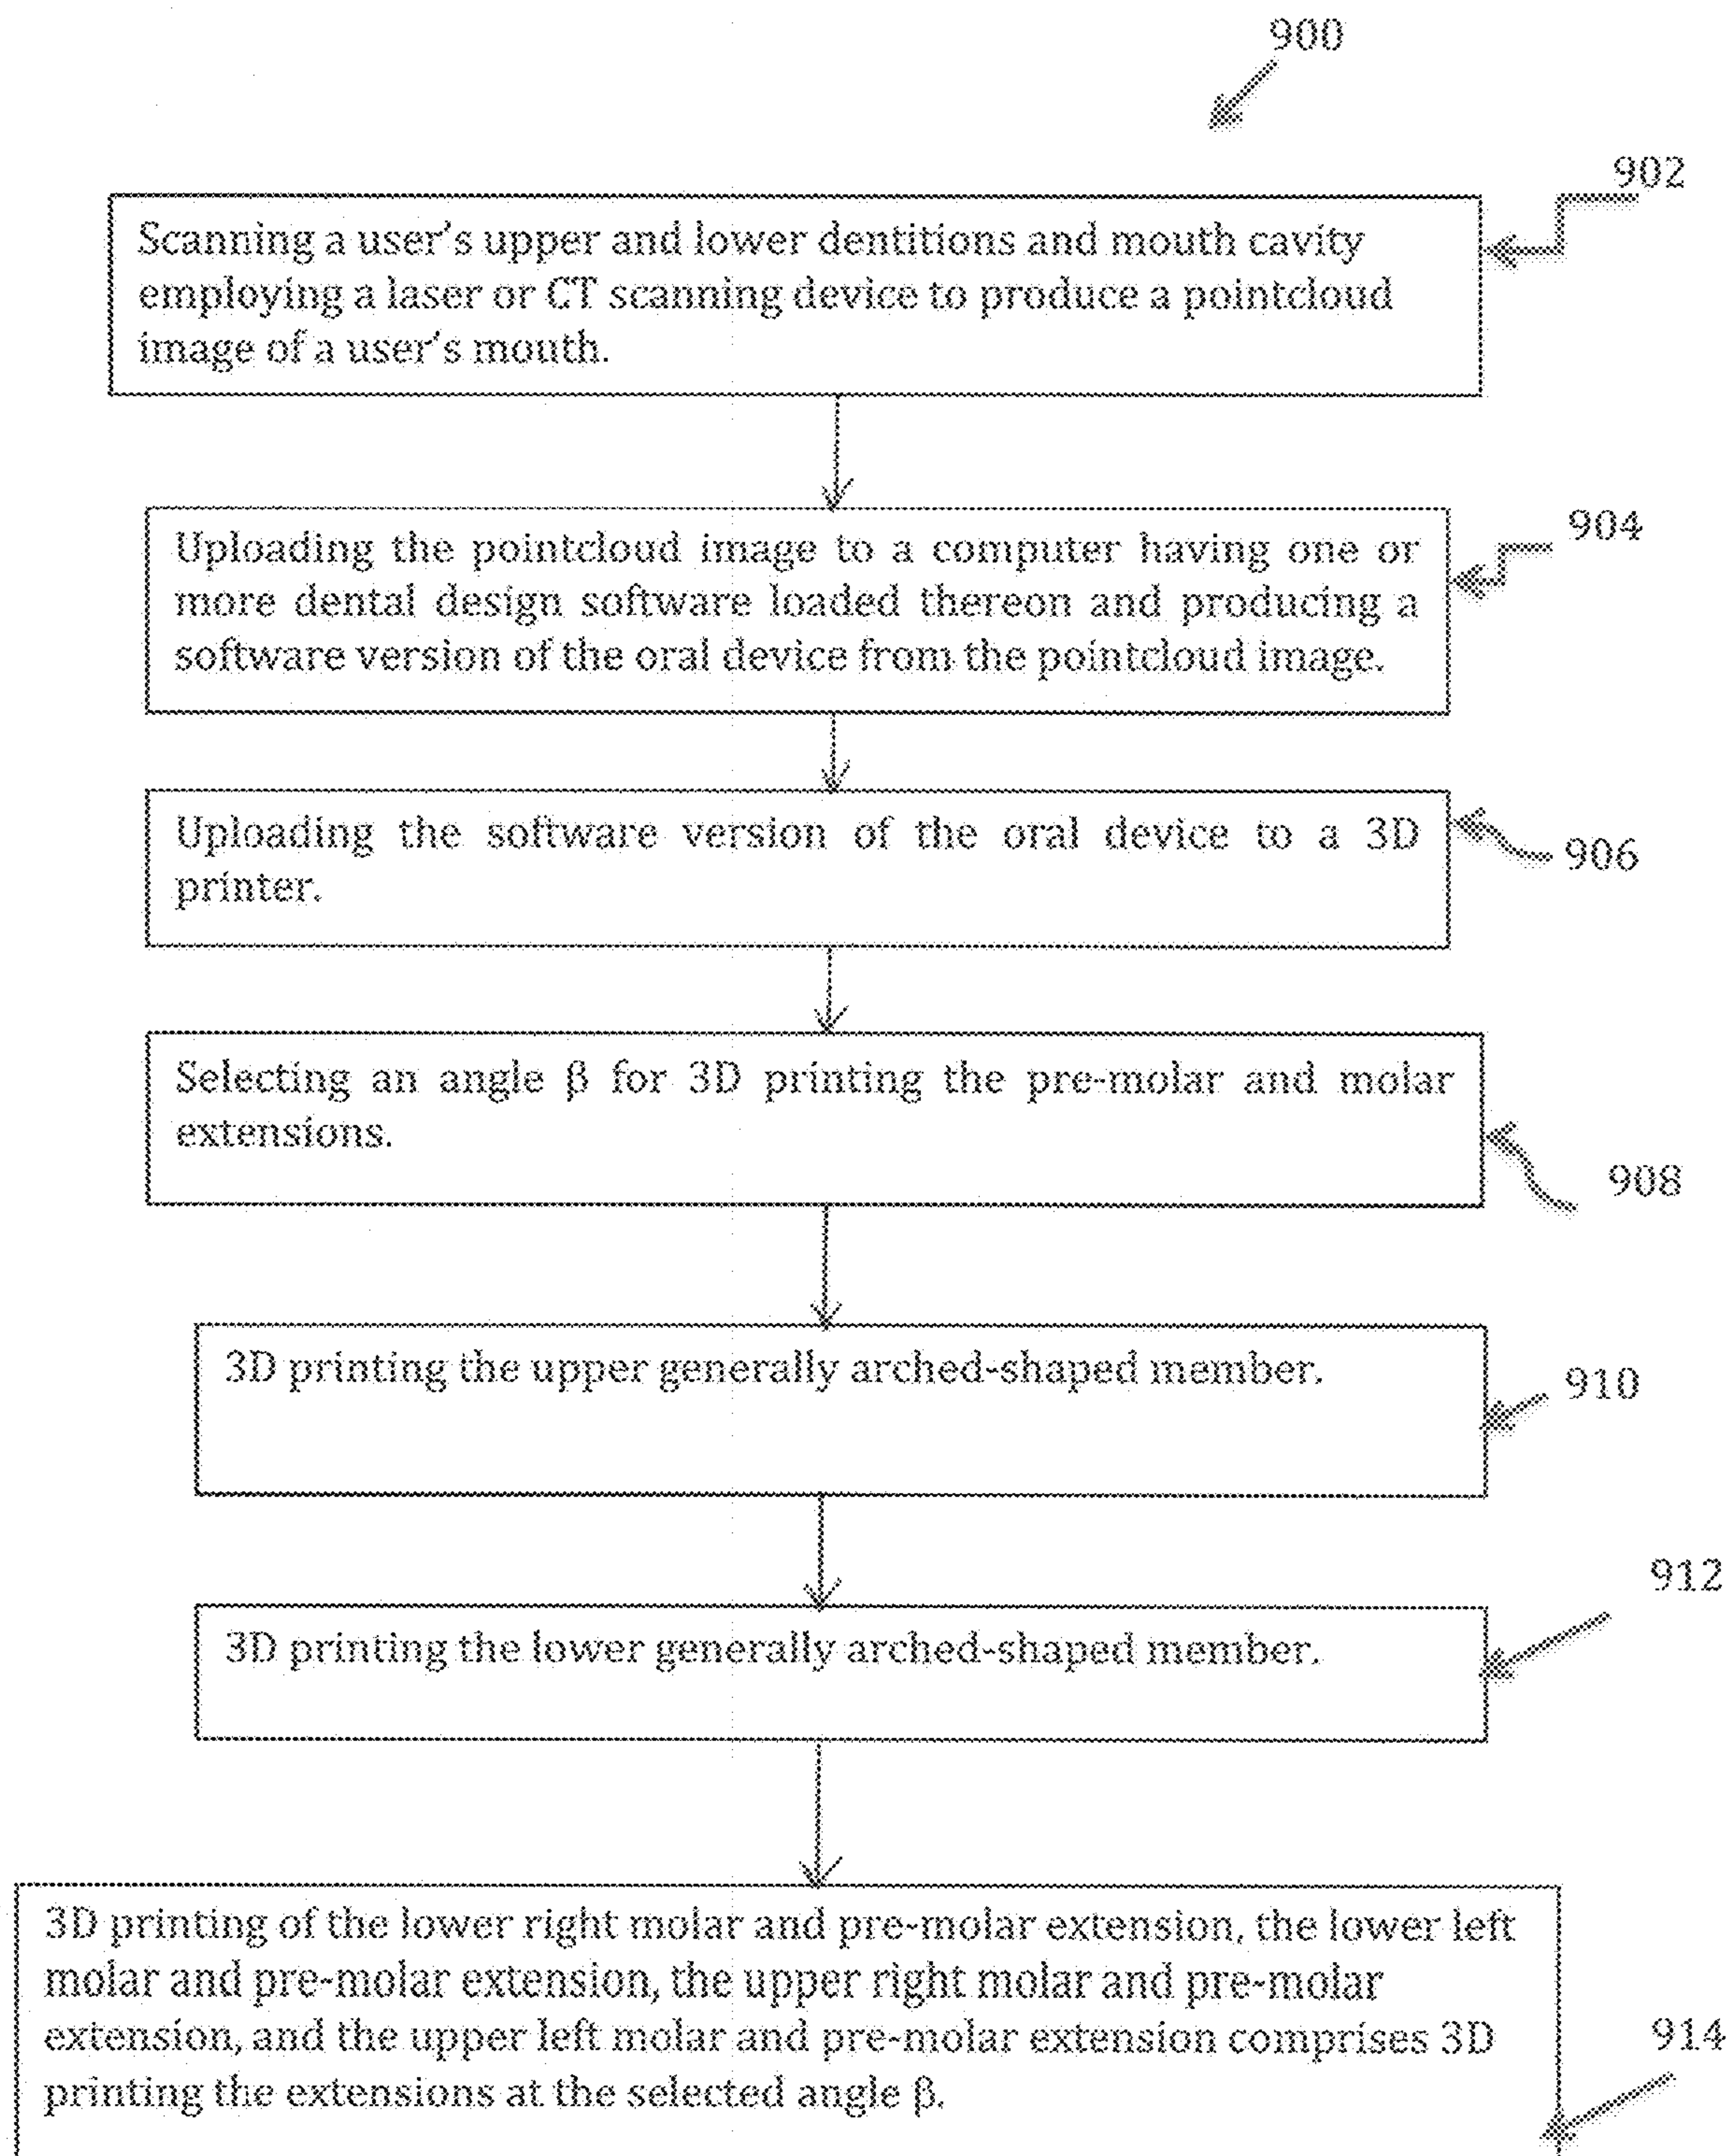 900
902
Scanning a user's upper and lower dentitions and mouth cavity
employing a laser or CT scanning device to produce a pointcloud
image of a user's mouth.
904
Uploading the pointcloud image to a computer having one or
more dental design software loaded thereon and producing a
software version of the oral device from the pointcloud image.
Uploading the software version of the oral device to a 3D
printer.
906
Selecting an angle β for 3D printing the pre-molar and molar
extensions.
908
3D printing the upper generally arched-shaped member.
910
912
3D printing the lower generally arched-shaped member.
3D printing of the lower right molar and pre-molar extension, the lower left
molar and pre-molar extension, the upper right molar and pre-molar
extension, and the upper left molar and pre-molar extension comprises 3D
printing the extensions at the selected angle β.
914